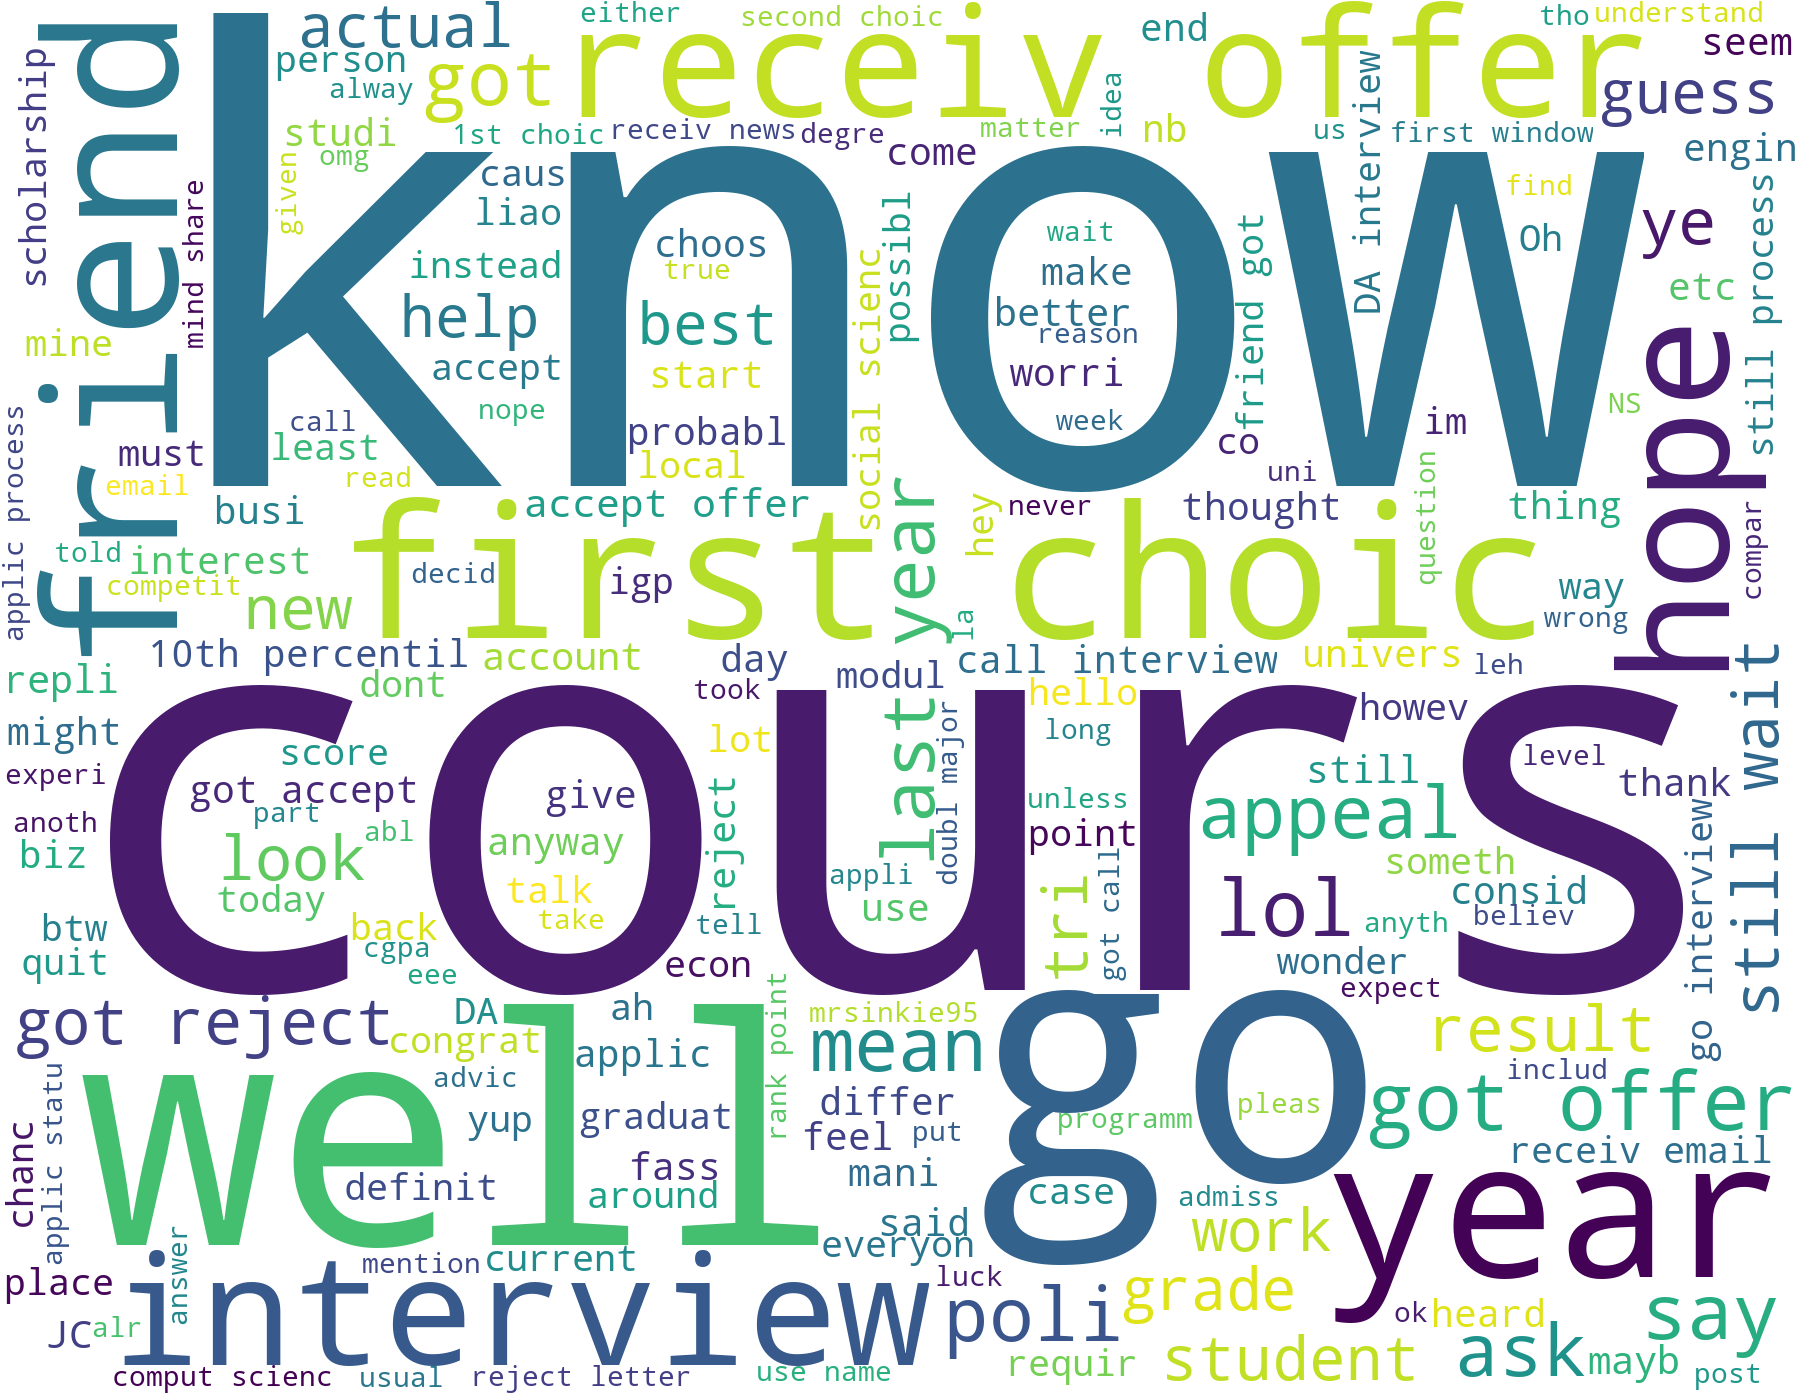 either
second choic
tho
understand
actual
receiv offer
end
seem
person
got
guess
alway
friend
know
scholarship
studi
1st choic
receiv news
degre
matter
idea
nb
us
first window
omg
come
engin
given
caus
DA interview
find
mind share
liao
possibl
wait
ye
Oh
process
choos
friend got
instead
true
make
etc
social scienc
help
best
better
mine
reason
hope
accept
start
worri
still process
nope
week
NS
call
must
least
probabl
co
im
email
read
local
uni
applic process
busi
accept offer
last year
hey
never
thought
question
thing
first choic
told
interest
decid
igp
compar
competit
new
way
la
wrong
10th percentil
account
day
modul
call interview
univers
leh
repli
dont
took
hello
still wait
cours
might
lot
doubl major
long
howev
score
still
level
experi
got accept
give
reject
unless
appeal
thank
anoth
part
abl
point
go interview
biz
look
anyway
someth
today
talk
appli
tri
got call
lol
consid
take
use
anyth
believ
btw
back
tell
quit
cgpa
eee
econ
wonder
expect
well
go
got reject
DA
ah
rank point
mrsinkie95
result
congrat
applic
mean
includ
applic statu
advic
differ
programm
pleas
got offer
yup
graduat
feel
put
chanc
fass
mani
receiv email
definit
around
case
year
admiss
said
work
answer
current
everyon
mention
interview
luck
place
poli
grade
ok
heard
say
JC
alr
requir
student
ask
mayb
comput scienc
usual
reject letter
use name
post